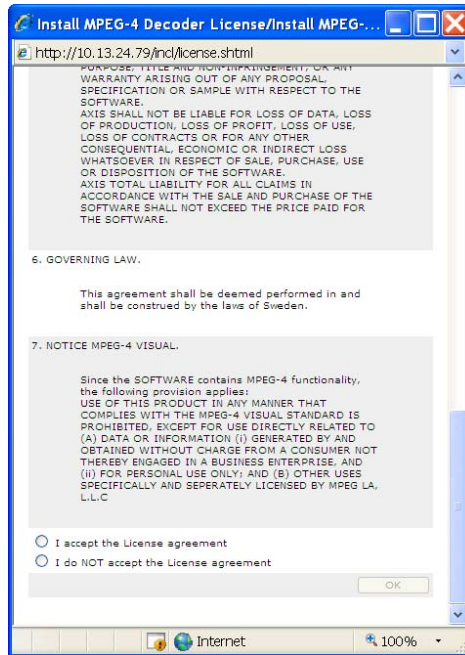 Install MPEG-4 Decoder License/Install MPEG-...
http://10.13.24.79/incl/license.shtml
PURPOSE, TITLE AND NON-INFRINGEMENT, OR ANY
WARRANTY ARISING OUT OF ANY PROPOSAL,
SPECIFICATION OR SAMPLE WITH RESPECT TO THE
SOFTWARE.
AXIS SHALL NOT BE LIABLE FOR LOSS OF DATA, LOSS
OF PRODUCTION, LOSS OF PROFIT, LOSS OF USE,
LOSS OF CONTRACTS OR FOR ANY OTHER
CONSEQUENTIAL, ECONOMIC OR INDIRECT LOSS
WHATSOEVER IN RESPECT OF SALE, PURCHASE, USE
OR DISPOSITION OF THE SOFTWARE.
AXIS TOTAL LIABILITY FOR ALL CLAIMS IN
ACCORDANCE WITH THE SALE AND PURCHASE OF THE
SOFTWARE SHALL NOT EXCEED THE PRICE PAID FOR
THE SOFTWARE.
6. GOVERNING LAW.
This agreement shall be deemed performed in and
shall be construed by the laws of Sweden.
7. NOTICE MPEG-4 VISUAL.
Since the SOFTWARE contains MPEG-4 functionality,
the following provision applies:
USE OF THIS PRODUCT IN ANY MANNER THAT
COMPLIES WITH THE MPEG-4 VISUAL STANDARD IS
PROHIBITED, EXCEPT FOR USE DIRECTLY RELATED TO
(A) DATA OR INFORMATION (i) GENERATED BY AND
OBTAINED WITHOUT CHARGE FROM A CONSUMER NOT
THEREBY ENGAGED IN A BUSINESS ENTERPRISE, AND
(ii) FOR PERSONAL USE ONLY; AND (B) OTHER USES
SPECIFICALLY AND SEPERATELY LICENSED BY MPEG LA,
L.L.C
I accept the License agreement
I do NOT accept the License agreement
OK
Internet 100%